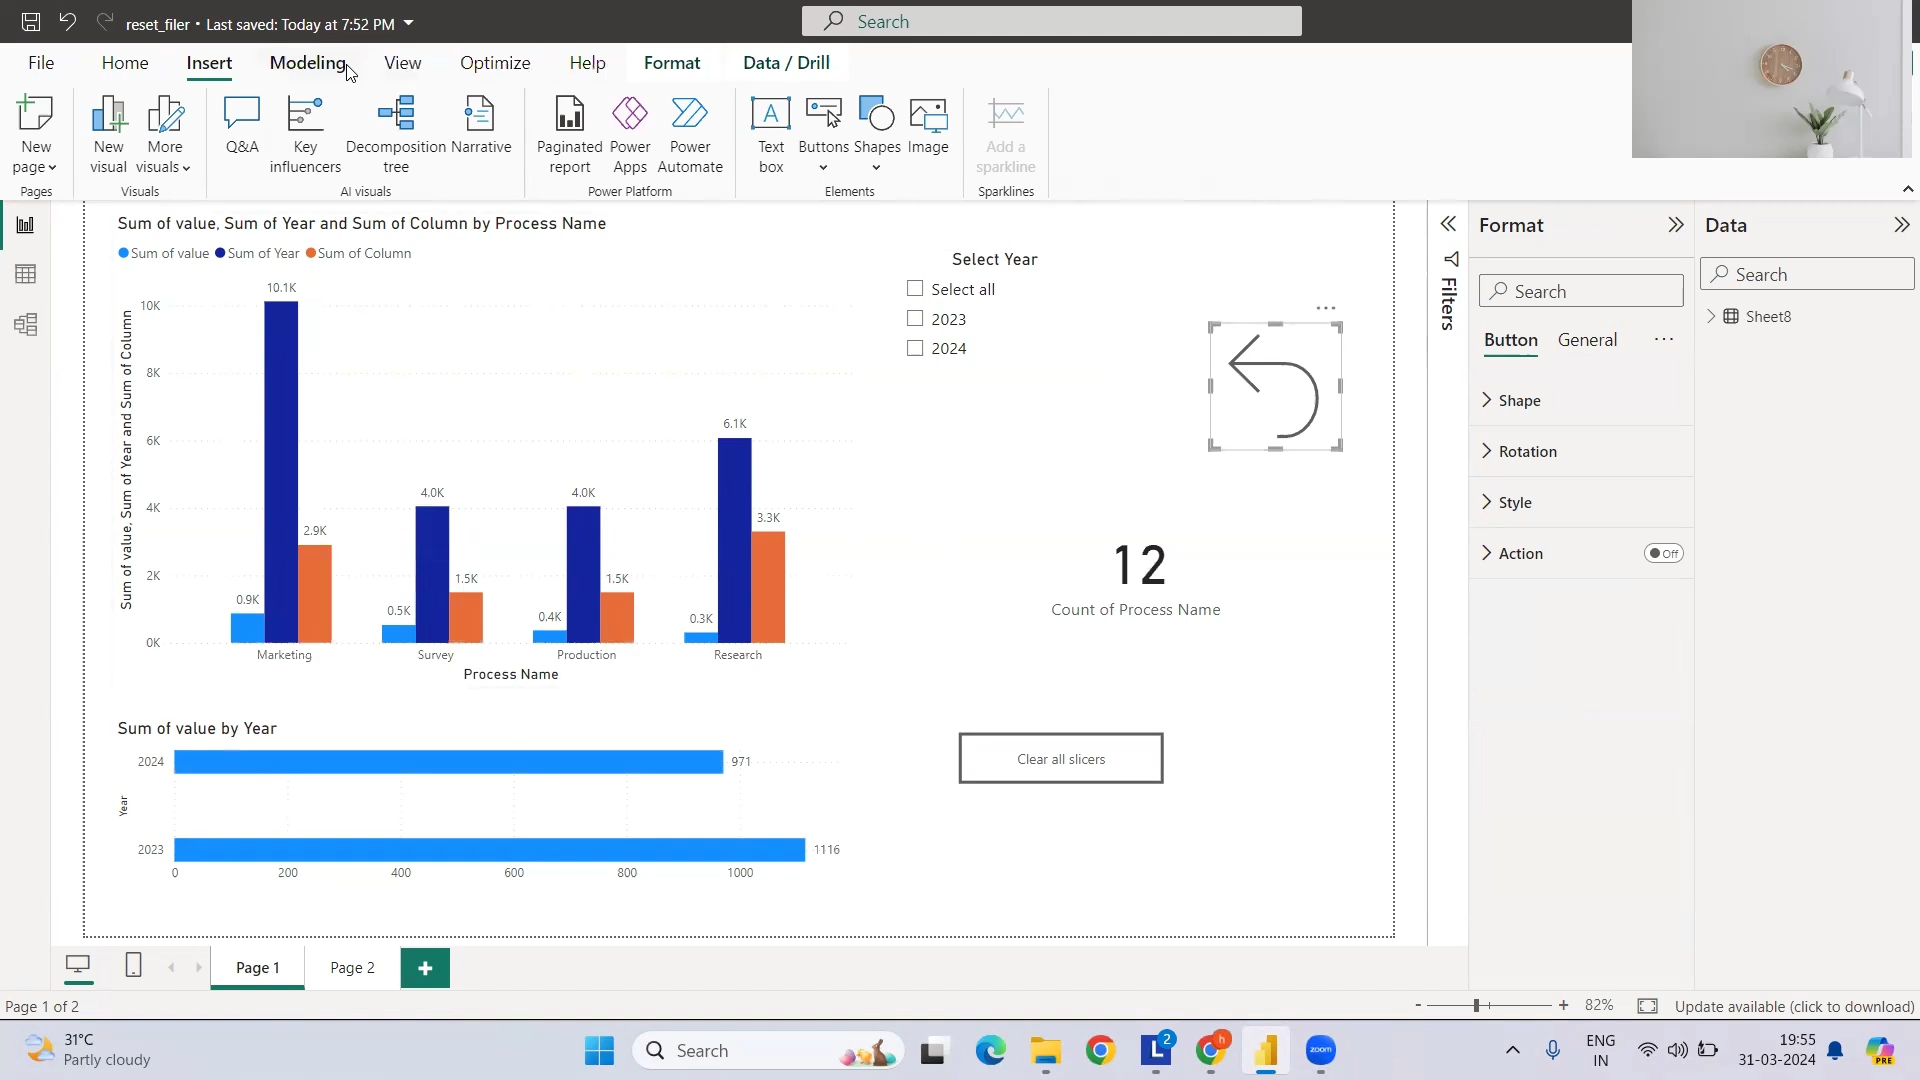 reset_filer • Last saved: Today at 7:52 PM
Search
File
Home
Insert
Modeling
View
Optimize
Help
Format
Data / Drill
New page
New visual
More visuals
Q&A
Key influencers
Decomposition tree
Narrative
Paginated report
Power Apps
Power Automate
Text box
Buttons
Shapes
Image
Add a sparkline
Pages
Visuals
AI visuals
Power Platform
Elements
Sparklines
Sum of value, Sum of Year and Sum of Column by Process Name
Sum of value
Sum of Year
Sum of Column
Sum of value, Sum of Year and Sum of Column
10K
8K
6K
4K
2K
0K
0.9K
10.1K
2.9K
0.5K
4.0K
1.5K
0.4K
4.0K
1.5K
0.3K
6.1K
3.3K
Marketing
Survey
Production
Research
Process Name
Select Year
Select all
2023
2024
12
Count of Process Name
Sum of value by Year
Year
2024
971
2023
1116
0
200
400
600
800
1000
Clear all slicers
Filters
Format
Search
Button
General
Shape
Rotation
Style
Action
Off
Data
Search
Sheet8
Page 1
Page 2
Page 1 of 2
82%
Update available (click to download)
31°C
Partly cloudy
Search
L
2
h
zoom
ENG
IN
19:55
31-03-2024
PRE